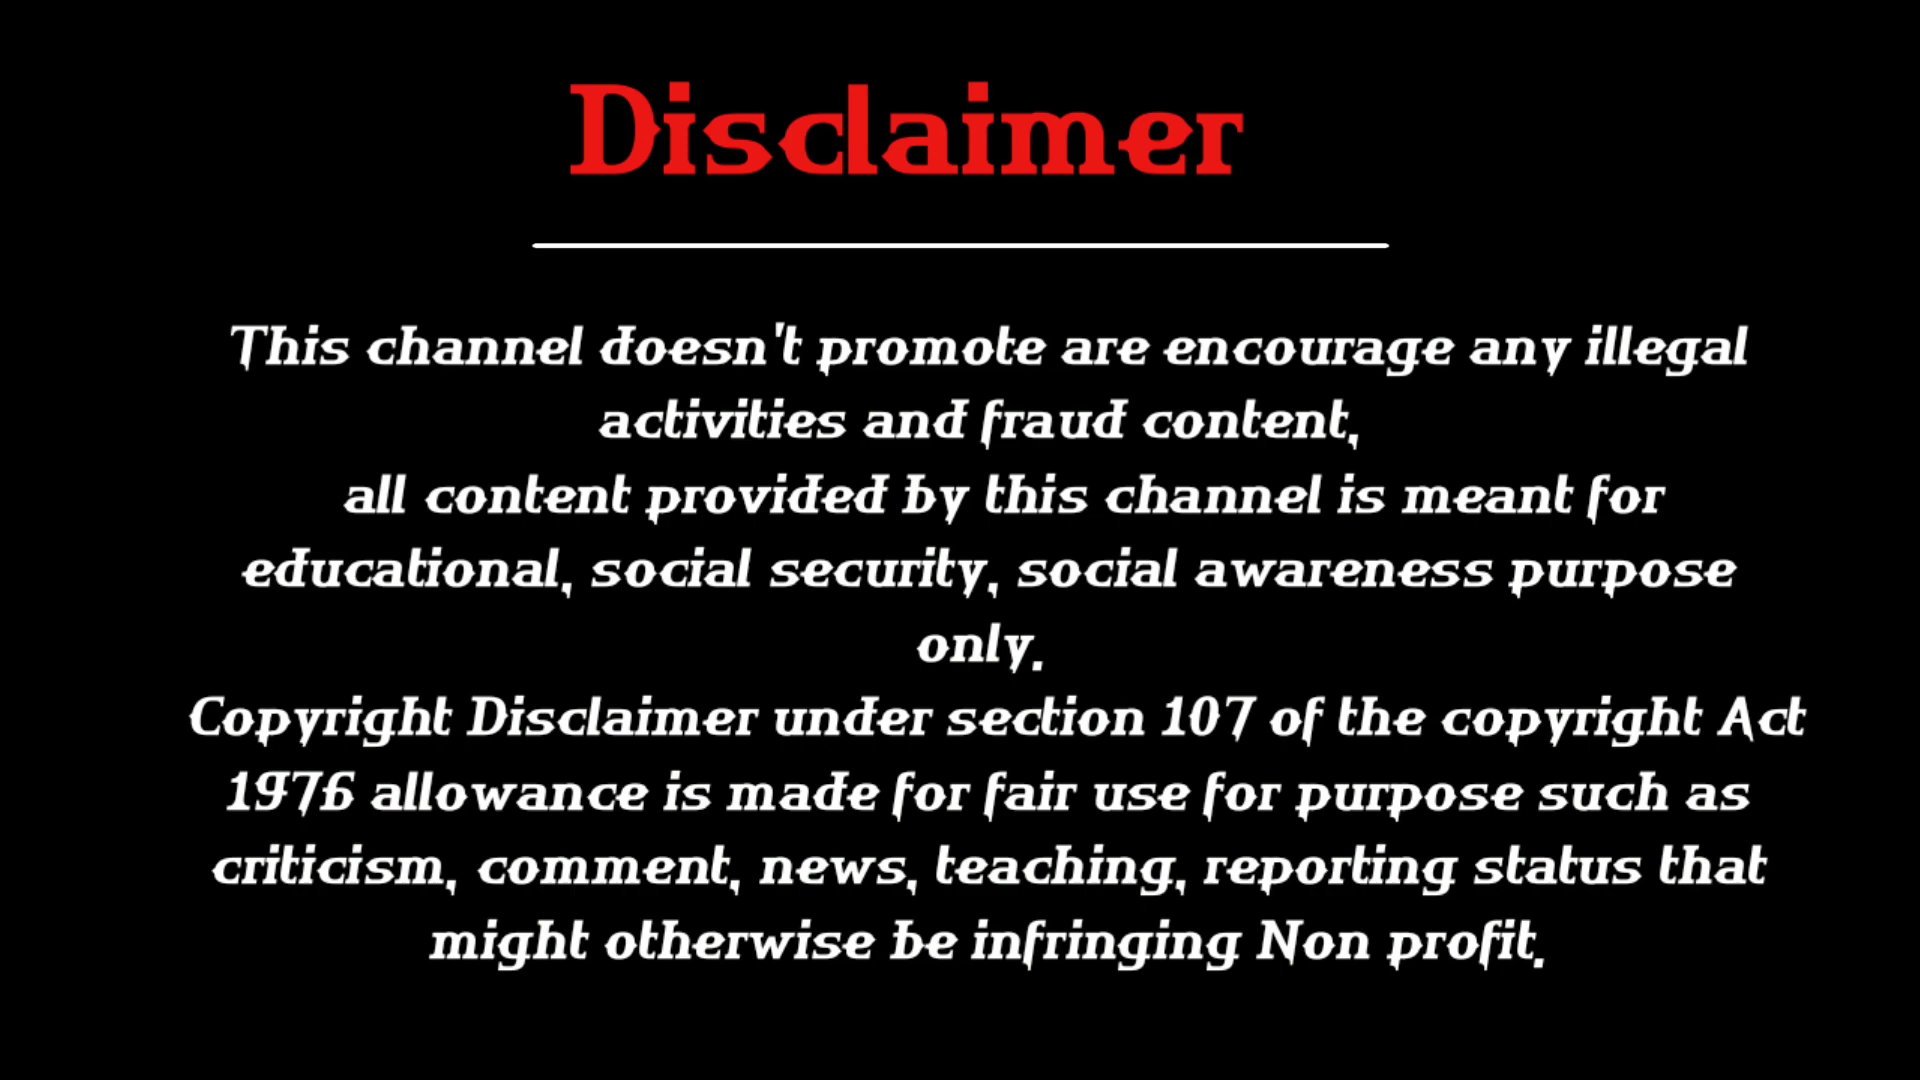 Disclaimer
This channel doesn't promote are encourage any illegal
activities and fraud content,
all content provided by this channel is meant for
educational, social security, social awareness purpose
only.
Copyright Disclaimer under section 107 of the copyright Act
1976 allowance is made for fair use for purpose such as
criticism, comment, news, teaching, reporting status that
might otherwise be infringing Non profit.